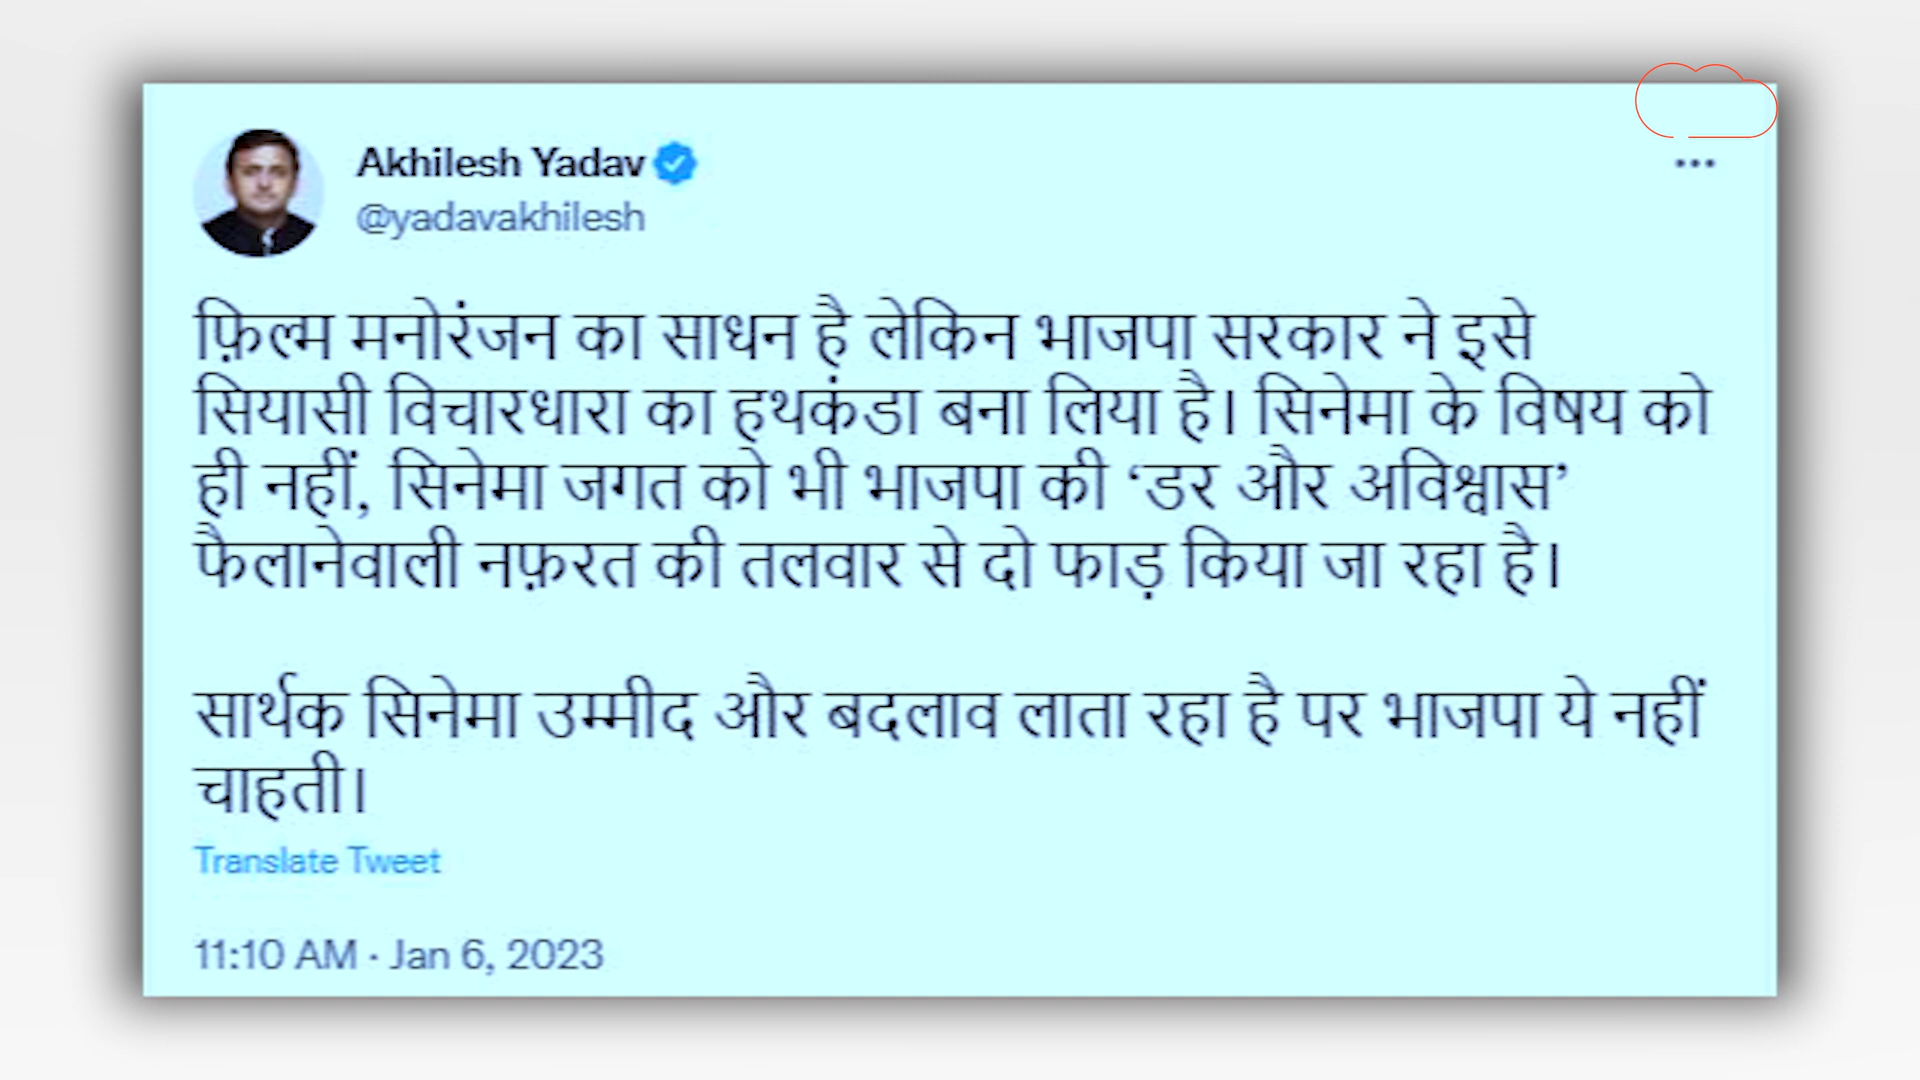 Akhilesh Yadav
@yadavakhilesh
फ़िल्म मनोरंजन का साधन है लेकिन भाजपा सरकार ने इसे
सियासी विचारधारा का हथकंडा बना लिया है। सिनेमा के विषय को
ही नहीं, सिनेमा जगत को भी भाजपा की ‘डर और अविश्वास’
फैलानेवाली नफ़रत की तलवार से दो फाड़ किया जा रहा है।
सार्थक सिनेमा उम्मीद और बदलाव लाता रहा है पर भाजपा ये नहीं
चाहती।
Translate Tweet
11:10 AM · Jan 6, 2023